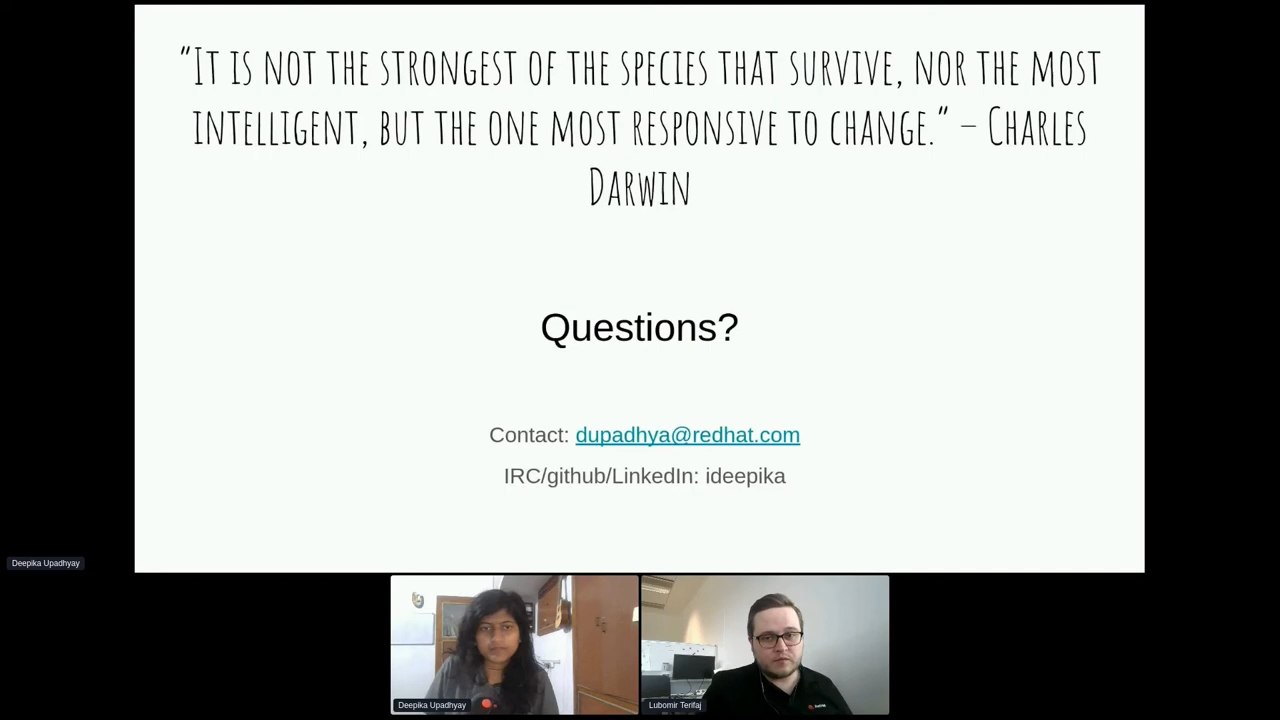 "It is not the strongest of the species that survive, nor the most
intelligent, but the one most responsive to change." – Charles
Darwin
Questions?
Contact: dupadhya@redhat.com
IRC/github/LinkedIn: ideepika
Deepika Upadhyay
Deepika Upadhyay
Lubomir Terifaj